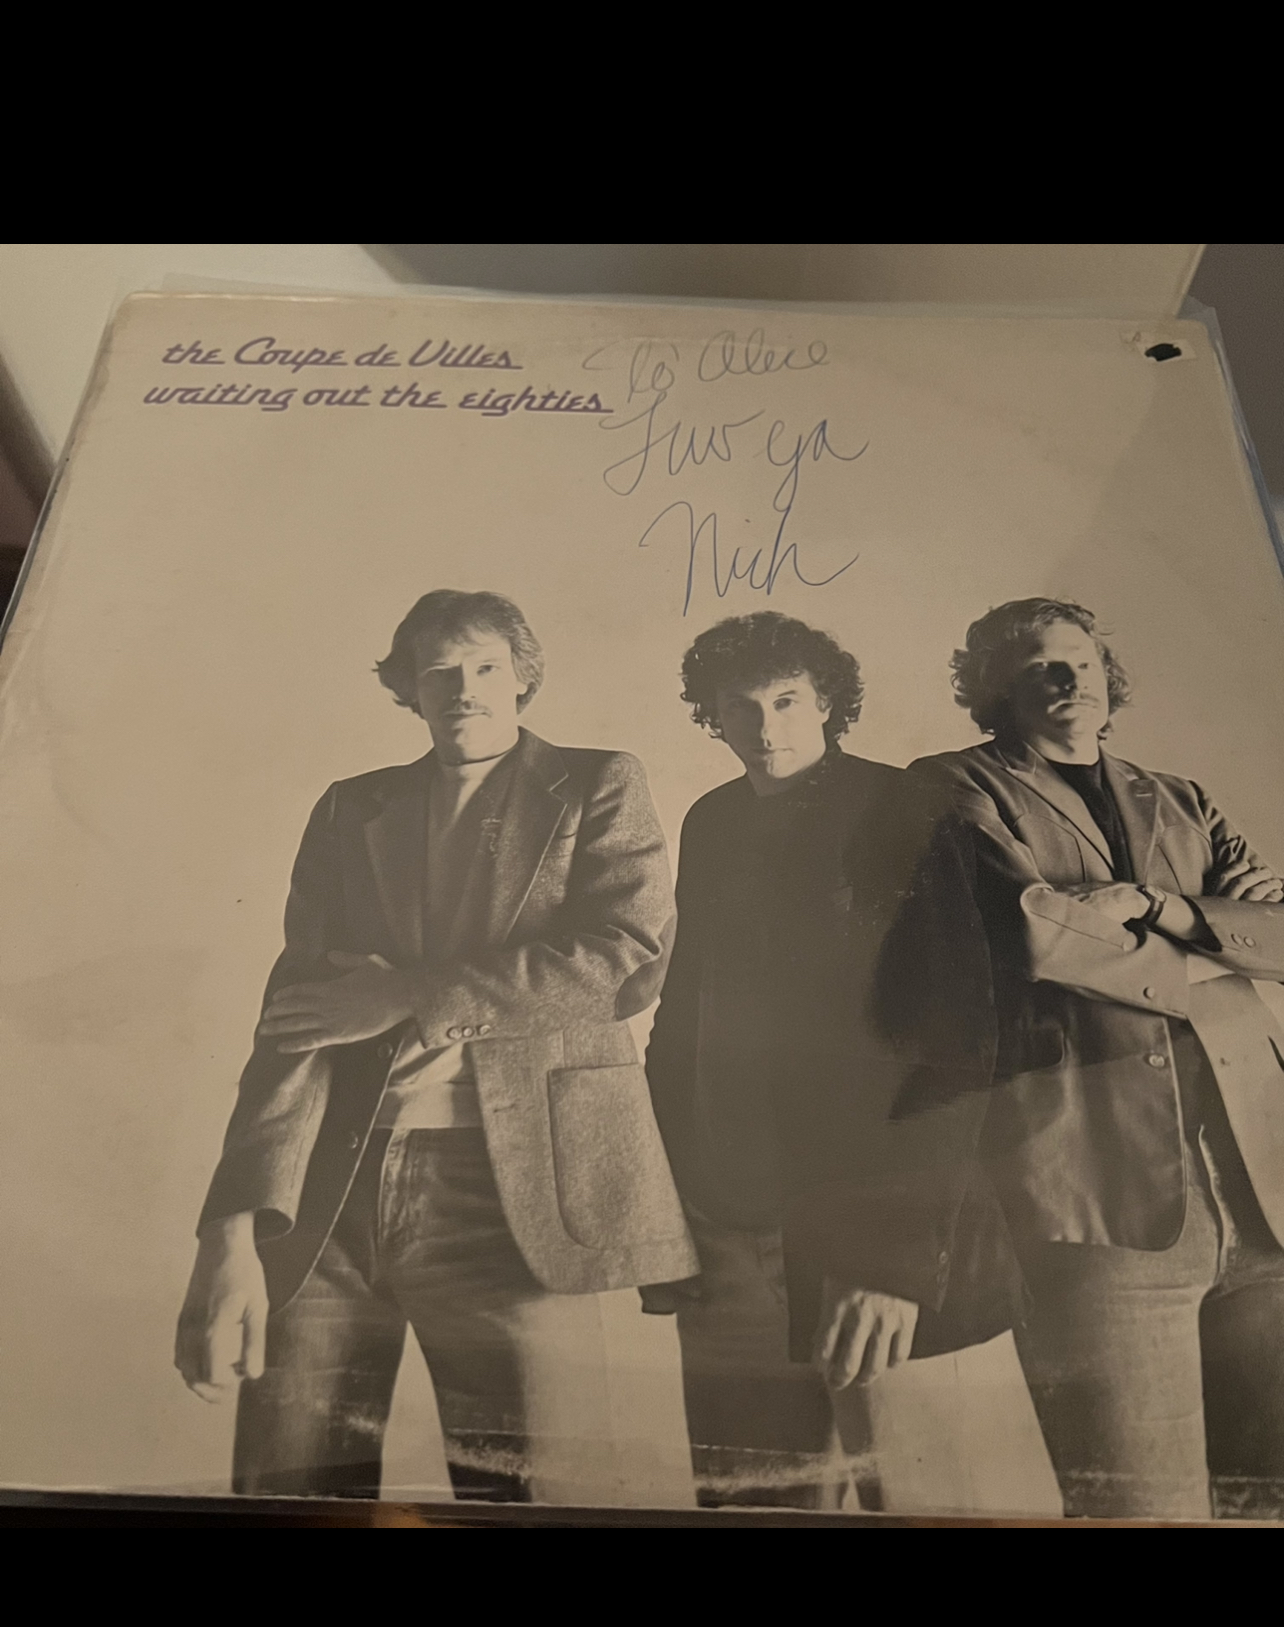 the Coupe de Villes
waiting out the eighties
To Alice
Luv ya
Nick